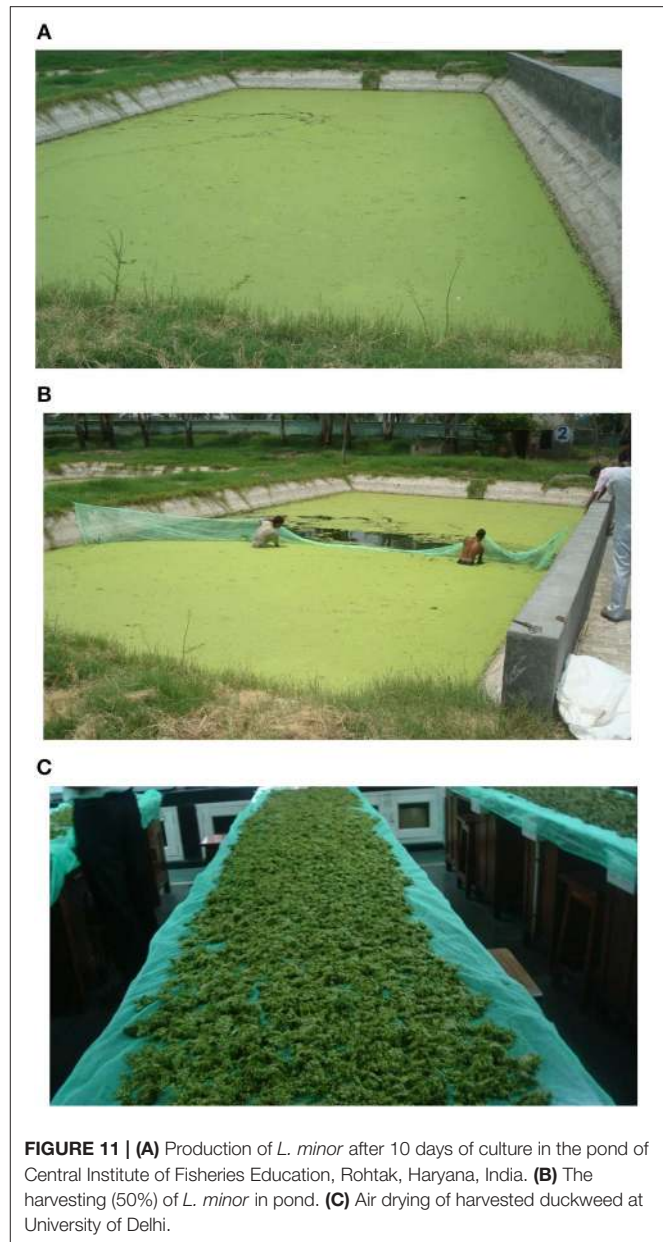 A
B
2
C
FIGURE 11 | (A) Production of L. minor after 10 days of culture in the pond of
Central Institute of Fisheries Education, Rohtak, Haryana, India. (B) The
harvesting (50%) of L. minor in pond. (C) Air drying of harvested duckweed at
University of Delhi.